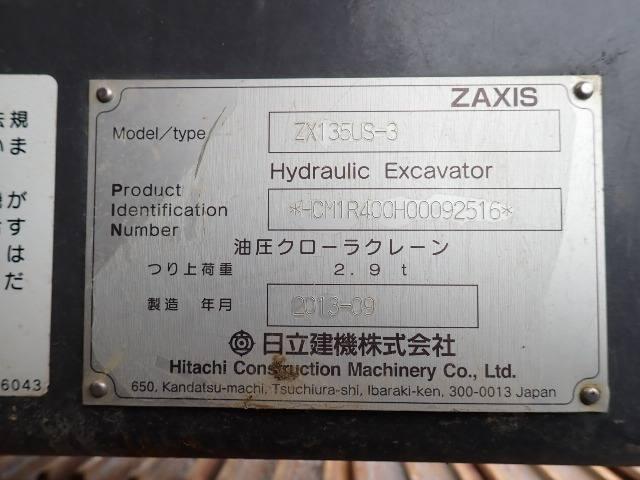 ZAXIS
Model/type ZX135US-3
Hydraulic Excavator
Product
Identification
Number *HCM1R400H00092516*
油圧クローラクレーン
つり上荷重 2.9 t
製造 年月 2013-09
日立建機株式会社
Hitachi Construction Machinery Co., Ltd.
650, Kandatsu-machi, Tsuchiura-shi, Ibaraki-ken, 300-0013 Japan
規
いま
が
す
は
だ
6043